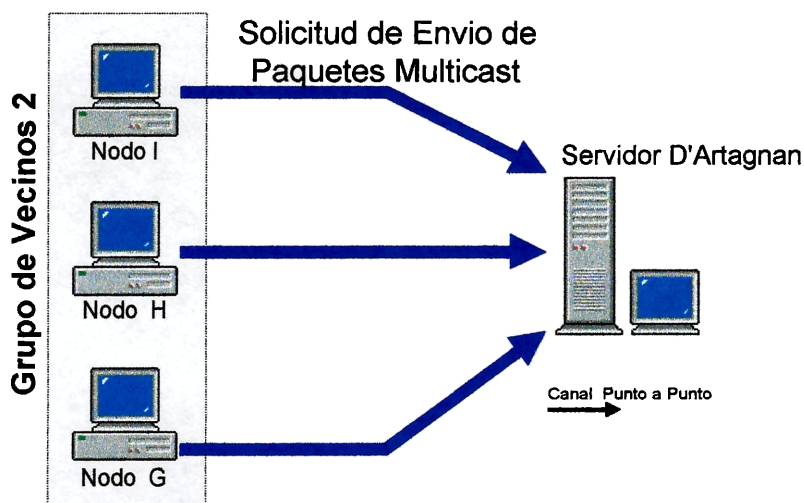 Solicitud de Envio de
Paquetes Multicast
Grupo de Vecinos 2
Nodo I
Servidor D'Artagnan
Nodo H
Canal Punto a Punto
Nodo G